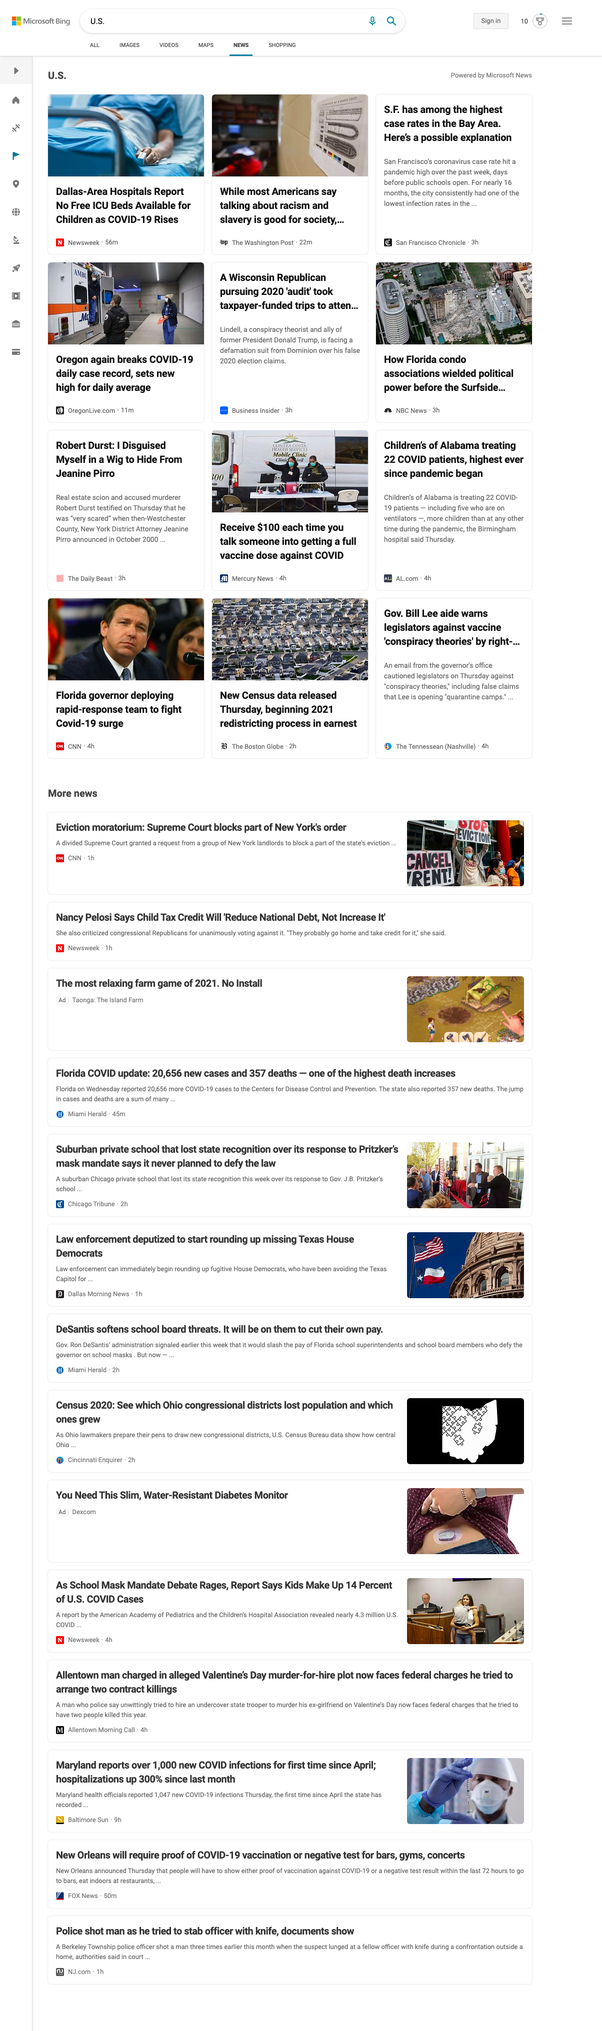 Microsoft Bing
U.S.
Sign in
10
ALL
IMAGES
VIDEOS
MAPS
NEWS
SHOPPING
U.S.
Powered by Microsoft News
Dallas-Area Hospitals Report
No Free ICU Beds Available for
Children as COVID-19 Rises
Newsweek · 56m
While most Americans say
talking about racism and
slavery is good for society,...
The Washington Post · 22m
S.F. has among the highest
case rates in the Bay Area.
Here's a possible explanation
San Francisco's coronavirus case rate hit a
pandemic high over the past week, days
before public schools open. For nearly 16
months, the city consistently had one of the
lowest infection rates in the ...
San Francisco Chronicle · 3h
Oregon again breaks COVID-19
daily case record, sets new
high for daily average
OregonLive.com · 11m
A Wisconsin Republican
pursuing 2020 'audit' took
taxpayer-funded trips to atten...
Lindell, a conspiracy theorist and ally of
former President Donald Trump, is facing a
defamation suit from Dominion over his false
2020 election claims.
Business Insider · 3h
How Florida condo
associations wielded political
power before the Surfside...
NBC News · 3h
Robert Durst: I Disguised
Myself in a Wig to Hide From
Jeanine Pirro
Real estate scion and accused murderer
Robert Durst testified on Thursday that he
was "very scared" when then-Westchester
County, New York District Attorney Jeanine
Pirro announced in October 2000 ...
The Daily Beast · 3h
Receive $100 each time you
talk someone into getting a full
vaccine dose against COVID
Mercury News · 4h
Children's of Alabama treating
22 COVID patients, highest ever
since pandemic began
Children's of Alabama is treating 22 COVID-
19 patients — including five who are on
ventilators —, more children than at any other
time during the pandemic, the Birmingham
hospital said Thursday.
AL.com · 4h
Florida governor deploying
rapid-response team to fight
Covid-19 surge
CNN · 4h
New Census data released
Thursday, beginning 2021
redistricting process in earnest
The Boston Globe · 2h
Gov. Bill Lee aide warns
legislators against vaccine
'conspiracy theories' by right-...
An email from the governor's office
cautioned legislators on Thursday against
"conspiracy theories," including false claims
that Lee is opening "quarantine camps." ...
The Tennessean (Nashville) · 4h
More news
Eviction moratorium: Supreme Court blocks part of New York's order
A divided Supreme Court granted a request from a group of New York landlords to block a part of the state's eviction ...
CNN · 1h
STOP
EVICTION
CANCEL
RENT!
Nancy Pelosi Says Child Tax Credit Will 'Reduce National Debt, Not Increase It'
She also criticized congressional Republicans for unanimously voting against it. "They probably go home and take credit for it," she said.
Newsweek · 1h
The most relaxing farm game of 2021. No Install
Ad Taonga: The Island Farm
Florida COVID update: 20,656 new cases and 357 deaths — one of the highest death increases
Florida on Wednesday reported 20,656 more COVID-19 cases to the Centers for Disease Control and Prevention. The state also reported 357 new deaths. The jump
in cases and deaths are a sum of many ...
Miami Herald · 45m
Suburban private school that lost state recognition over its response to Pritzker's
mask mandate says it never planned to defy the law
A suburban Chicago private school that lost its state recognition this week over its response to Gov. J.B. Pritzker's
school ...
Chicago Tribune · 2h
Law enforcement deputized to start rounding up missing Texas House
Democrats
Law enforcement can immediately begin rounding up fugitive House Democrats, who have been avoiding the Texas
Capitol for ...
Dallas Morning News · 1h
DeSantis softens school board threats. It will be on them to cut their own pay.
Gov. Ron DeSantis' administration signaled earlier this week that it would slash the pay of Florida school superintendents and school board members who defy the
governor on school masks . But now — ...
Miami Herald · 2h
Census 2020: See which Ohio congressional districts lost population and which
ones grew
As Ohio lawmakers prepare their pens to draw new congressional districts, U.S. Census Bureau data show how central
Ohio ...
Cincinnati Enquirer · 2h
You Need This Slim, Water-Resistant Diabetes Monitor
Ad Dexcom
As School Mask Mandate Debate Rages, Report Says Kids Make Up 14 Percent
of U.S. COVID Cases
A report by the American Academy of Pediatrics and the Children's Hospital Association revealed nearly 4.3 million U.S.
COVID ...
Newsweek · 4h
Allentown man charged in alleged Valentine's Day murder-for-hire plot now faces federal charges he tried to
arrange two contract killings
A man who police say unwittingly tried to hire an undercover state trooper to murder his ex-girlfriend on Valentine's Day now faces federal charges that he tried to
have two people killed this year.
Allentown Morning Call · 4h
Maryland reports over 1,000 new COVID infections for first time since April;
hospitalizations up 300% since last month
Maryland health officials reported 1,047 new COVID-19 infections Thursday, the first time since April the state has
recorded ...
Baltimore Sun · 9h
New Orleans will require proof of COVID-19 vaccination or negative test for bars, gyms, concerts
New Orleans announced Thursday that people will have to show either proof of vaccination against COVID-19 or a negative test result within the last 72 hours to go
to bars, eat indoors at restaurants, ...
FOX News · 50m
Police shot man as he tried to stab officer with knife, documents show
A Berkeley Township police officer shot a man three times earlier this month when the suspect lunged at a fellow officer with knife during a confrontation outside a
home, authorities said in court ...
NJ.com · 1h